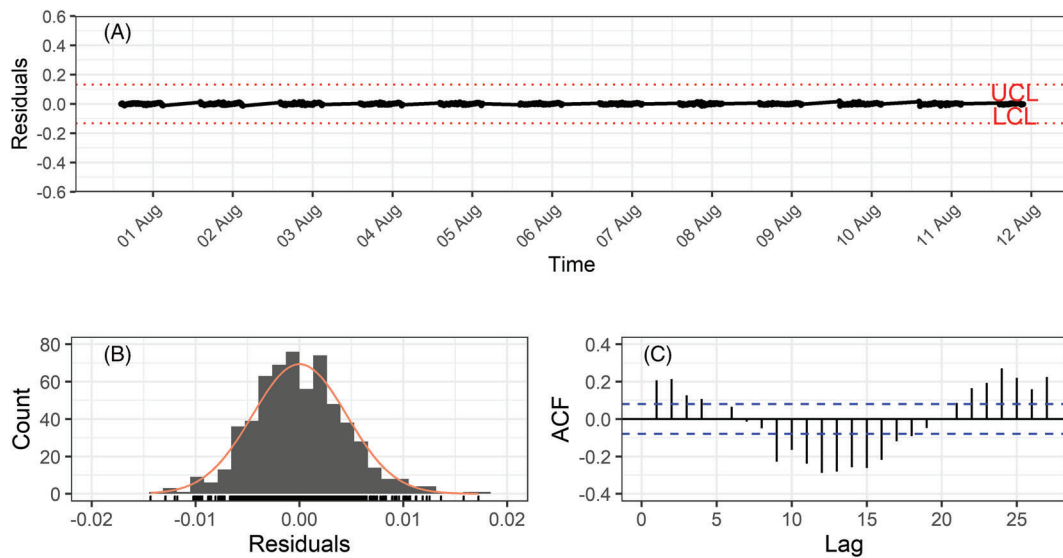 (A)
Residuals
0.6
0.4
0.2
0.0
-0.2
-0.4
-0.6
UCL
LCL
01 Aug
02 Aug
03 Aug
04 Aug
05 Aug
06 Aug
07 Aug
08 Aug
09 Aug
10 Aug
11 Aug
12 Aug
Time
(B)
Count
80
60
40
20
0
-0.02
-0.01
0.00
0.01
0.02
Residuals
(C)
ACF
0.4
0.2
0.0
-0.2
-0.4
0
5
10
15
20
25
Lag